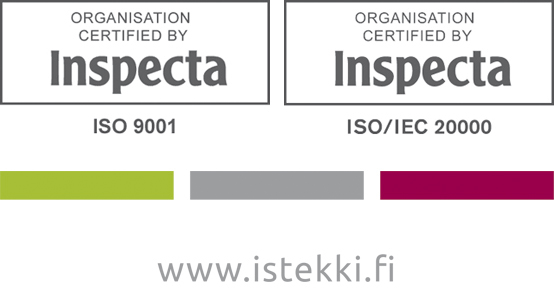 ORGANISATION
CERTIFIED BY
Inspecta
ISO 9001
ORGANISATION
CERTIFIED BY
Inspecta
ISO/IEC 20000
www.istekki.fi